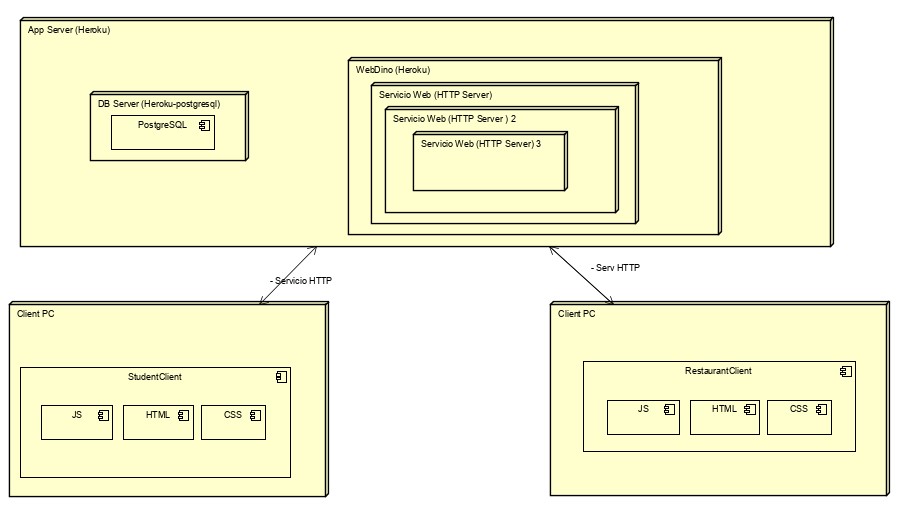 App Server (Heroku)
WebDino (Heroku)
Servicio Web (HTTP Server)
DB Server (Heroku-postgresql)
PostgreSQL
Servicio Web (HTTP Server ) 2
Servicio Web (HTTP Server) 3
- Servicio HTTP
- Serv HTTP
Client PC
StudentClient
JS
HTML
CSS
Client PC
RestaurantClient
JS
HTML
CSS